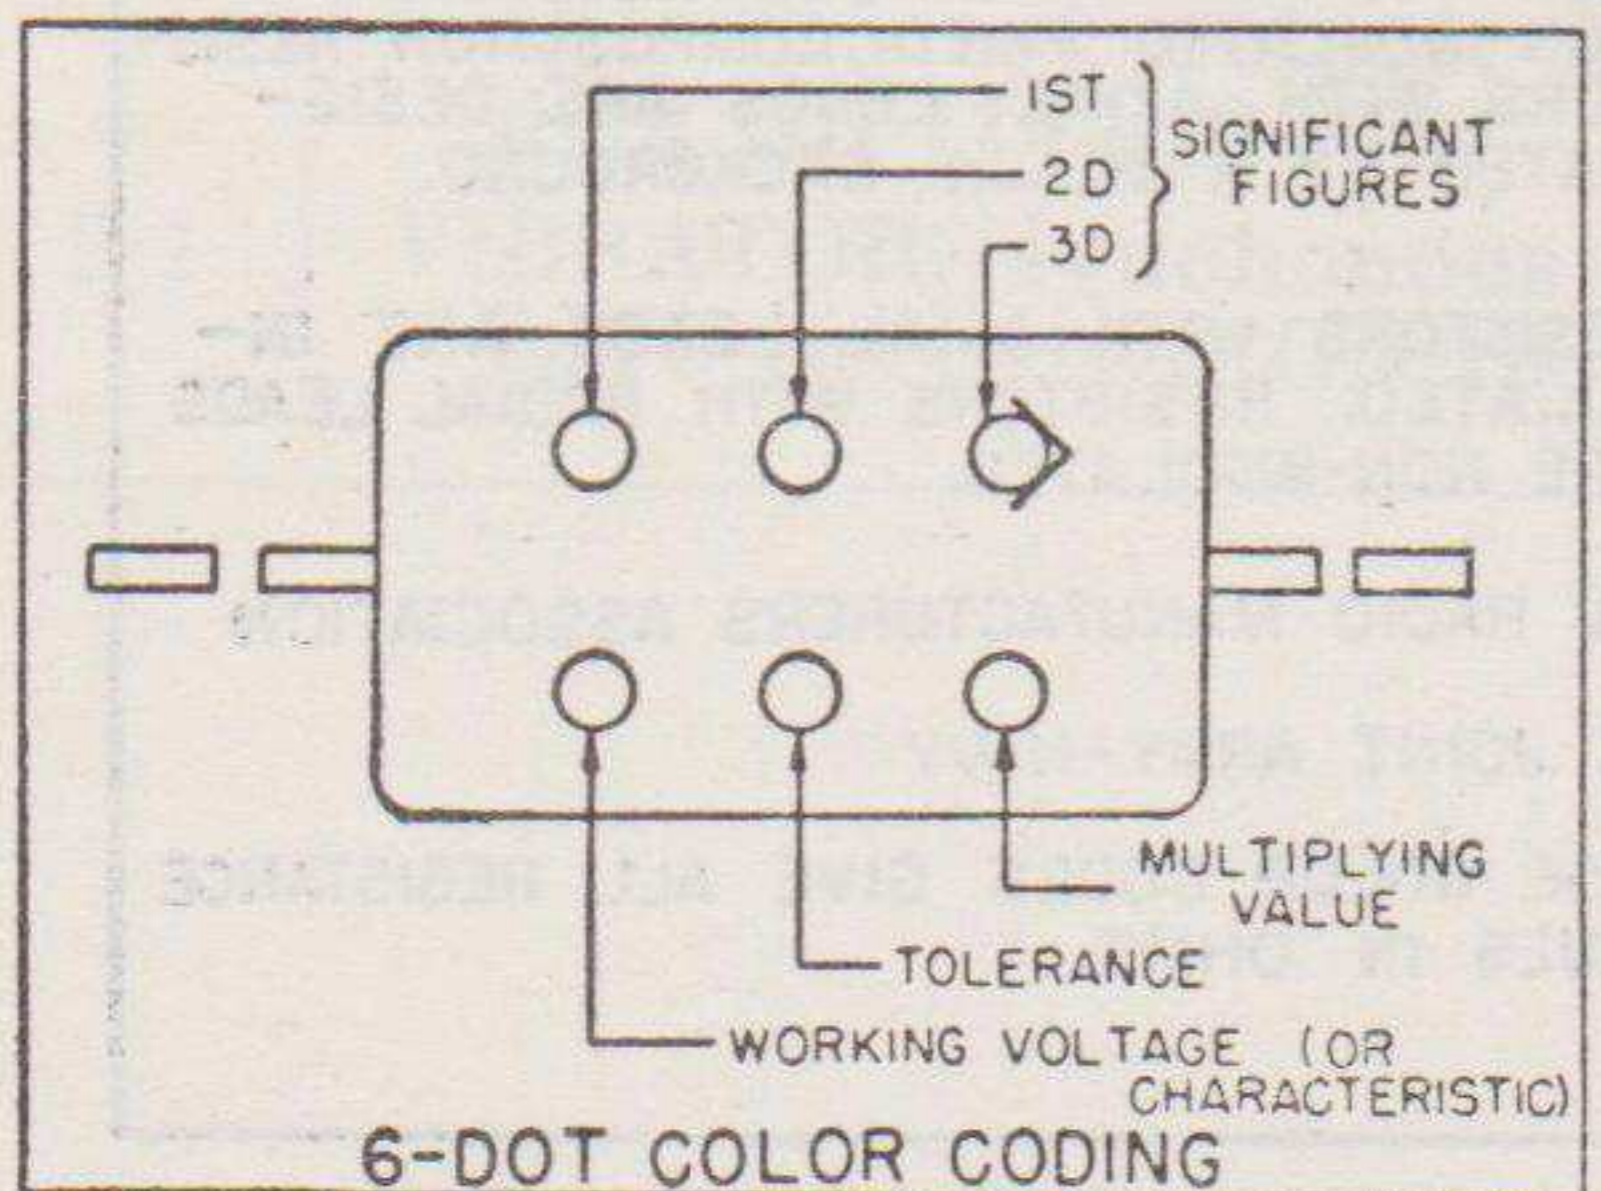 1ST
2D
3D
SIGNIFICANT
FIGURES
MULTIPLYING
VALUE
TOLERANCE
WORKING VOLTAGE (OR
CHARACTERISTIC)
6-DOT COLOR CODING